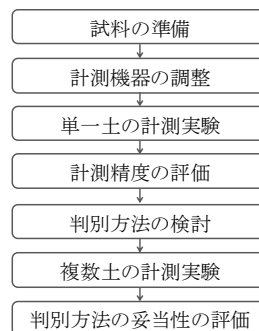 試料の準備
計測機器の調整
単一土の計測実験
計測精度の評価
判別方法の検討
複数土の計測実験
判別方法の妥当性の評価